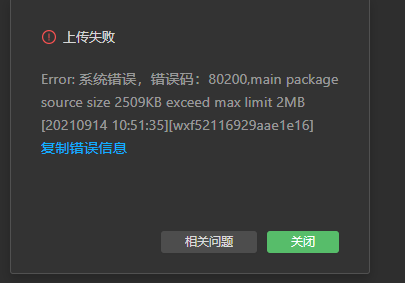 上传失败
Error: 系统错误，错误码：80200,main package
source size 2509KB exceed max limit 2MB
[20210914 10:51:35][wxf52116929aae1e16]
复制错误信息
相关问题
关闭